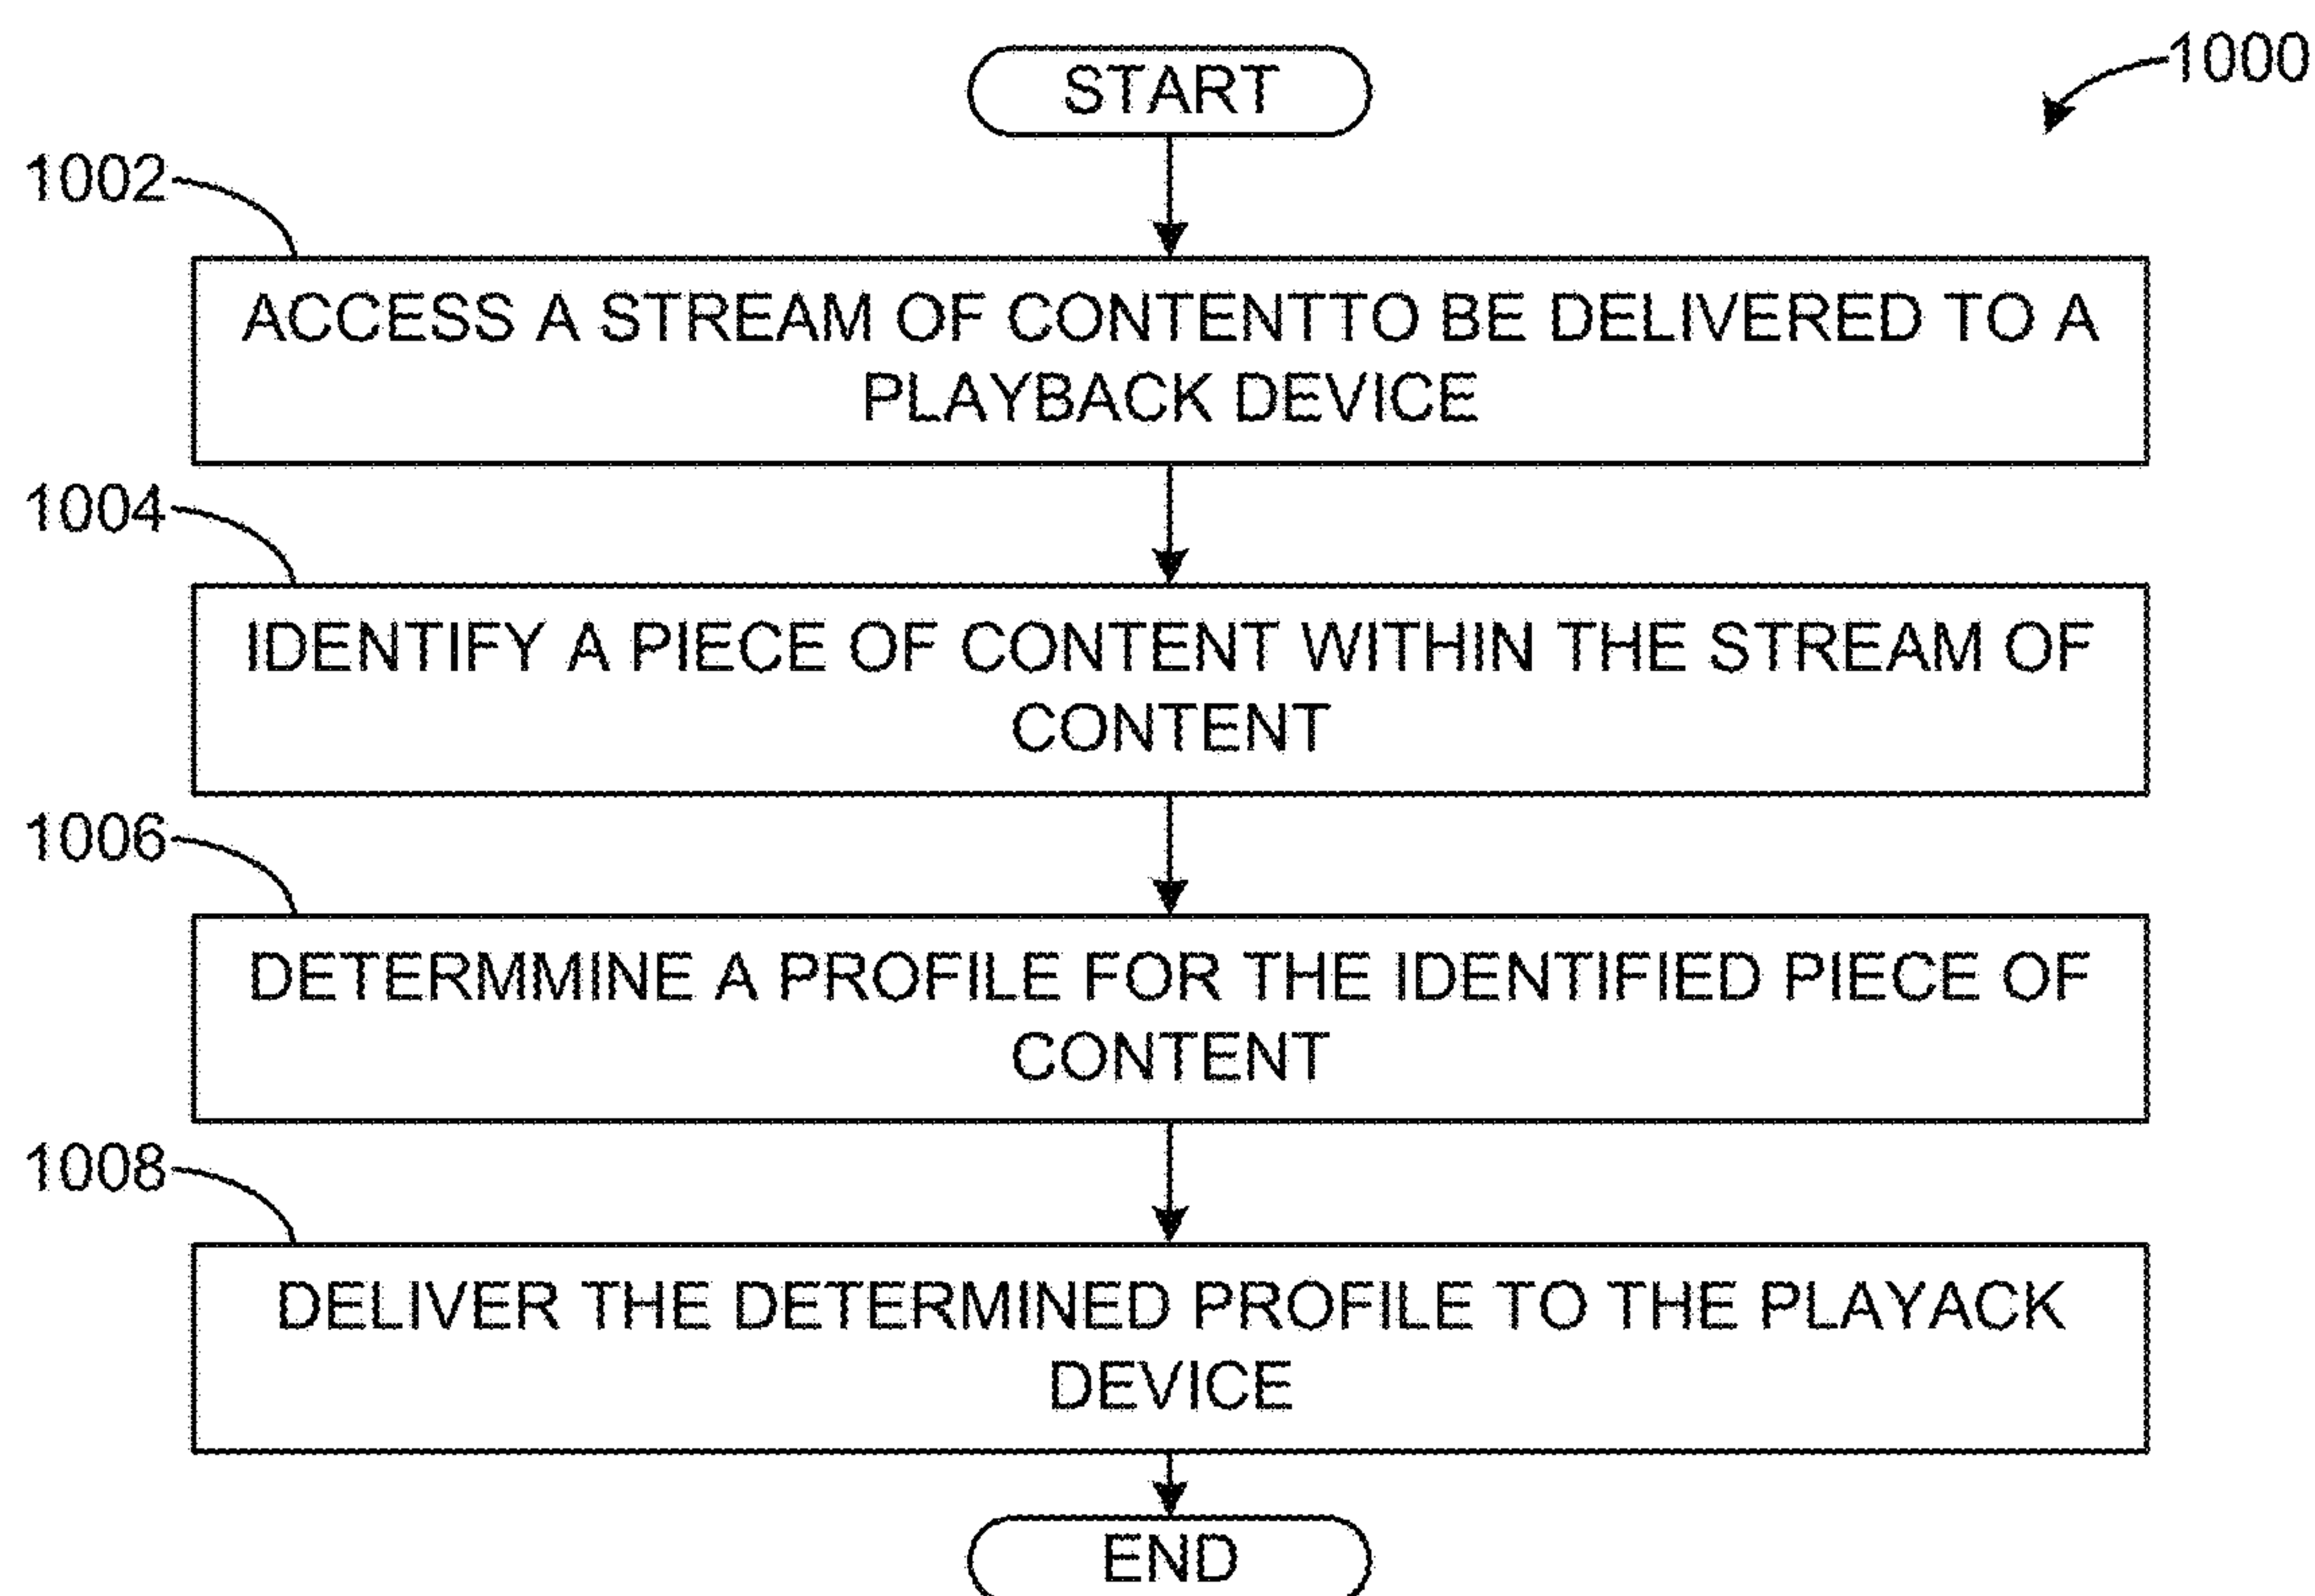 START
1000
1002
ACCESS A STREAM OF CONTENTTO BE DELIVERED TO A
PLAYBACK DEVICE
1004
IDENTIFY A PIECE OF CONTENT WITHIN THE STREAM OF
CONTENT
1006
DETERMMINE A PROFILE FOR THE IDENTIFIED PIECE OF
CONTENT
1008
DELIVER THE DETERMINED PROFILE TO THE PLAYACK
DEVICE
END